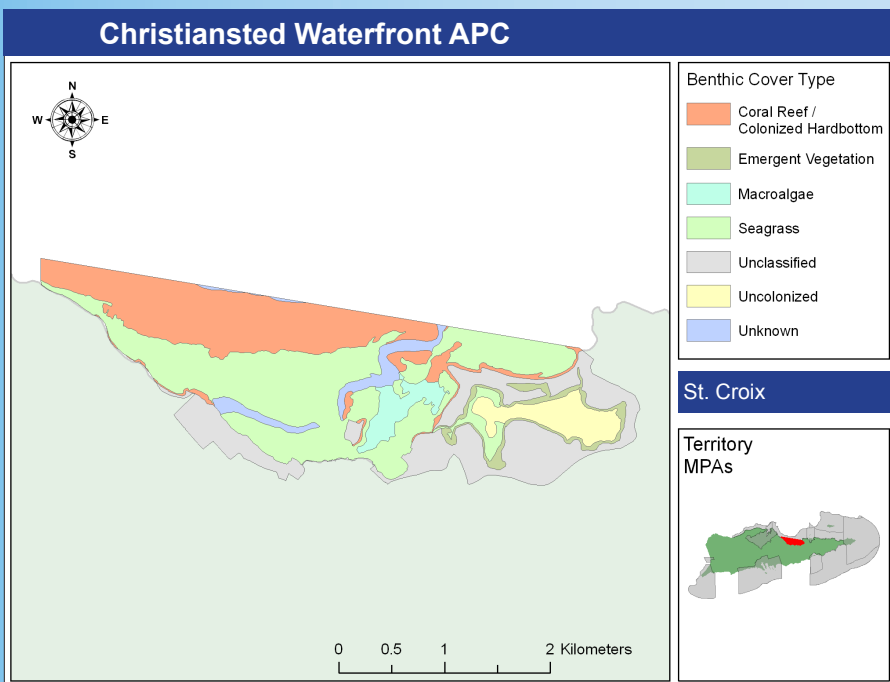 Christiansted Waterfront APC
N
W E
S
Benthic Cover Type
Coral Reef /
Colonized Hardbottom
Emergent Vegetation
Macroalgae
Seagrass
Unclassified
Uncolonized
Unknown
St. Croix
Territory
MPAs
0 0.5 1 2 Kilometers